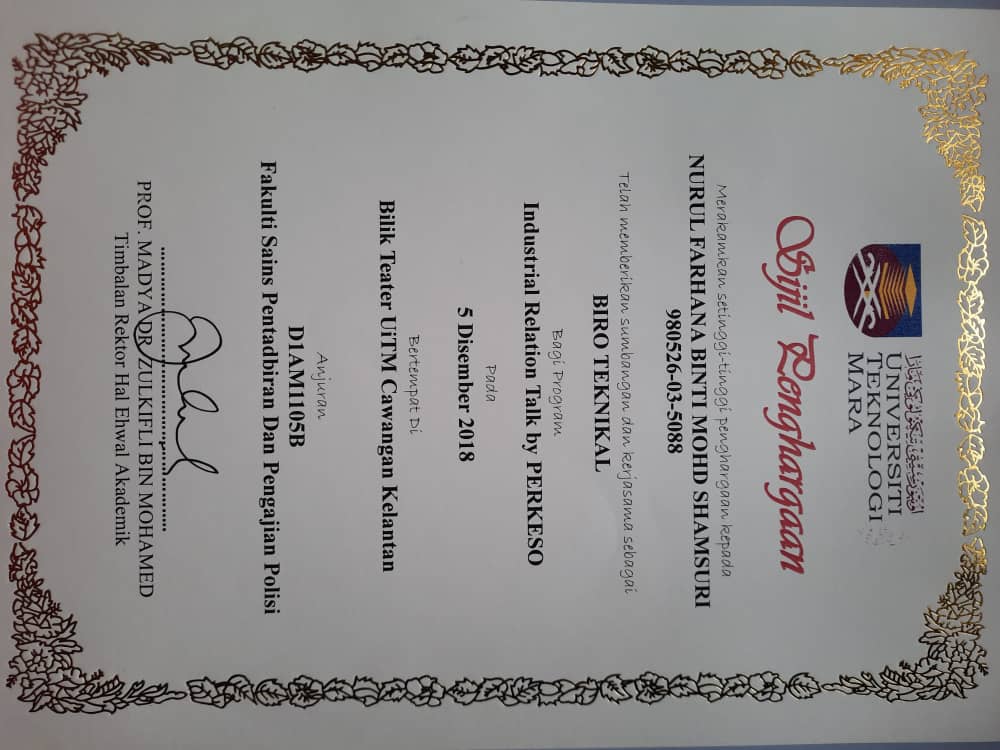 اونيۏرسيتي تيكنولوݢي مارا
UNIVERSITI
TEKNOLOGI
MARA
Sijil Penghargaan
Merakamkan setinggi-tinggi penghargaan kepada
NURUL FARHANA BINTI MOHD SHAMSURI
980526-03-5088
Telah memberikan sumbangan dan kerjasama sebagai
BIRO TEKNIKAL
Bagi Program
Industrial Relation Talk by PERKESO
Pada
5 Disember 2018
Bertempat Di
Bilik Teater UiTM Cawangan Kelantan
Anjuran
D1AM1105B
Fakulti Sains Pentadbiran Dan Pengajian Polisi
PROF. MADYA DR. ZULKIFLI BIN MOHAMED
Timbalan Rektor Hal Ehwal Akademik